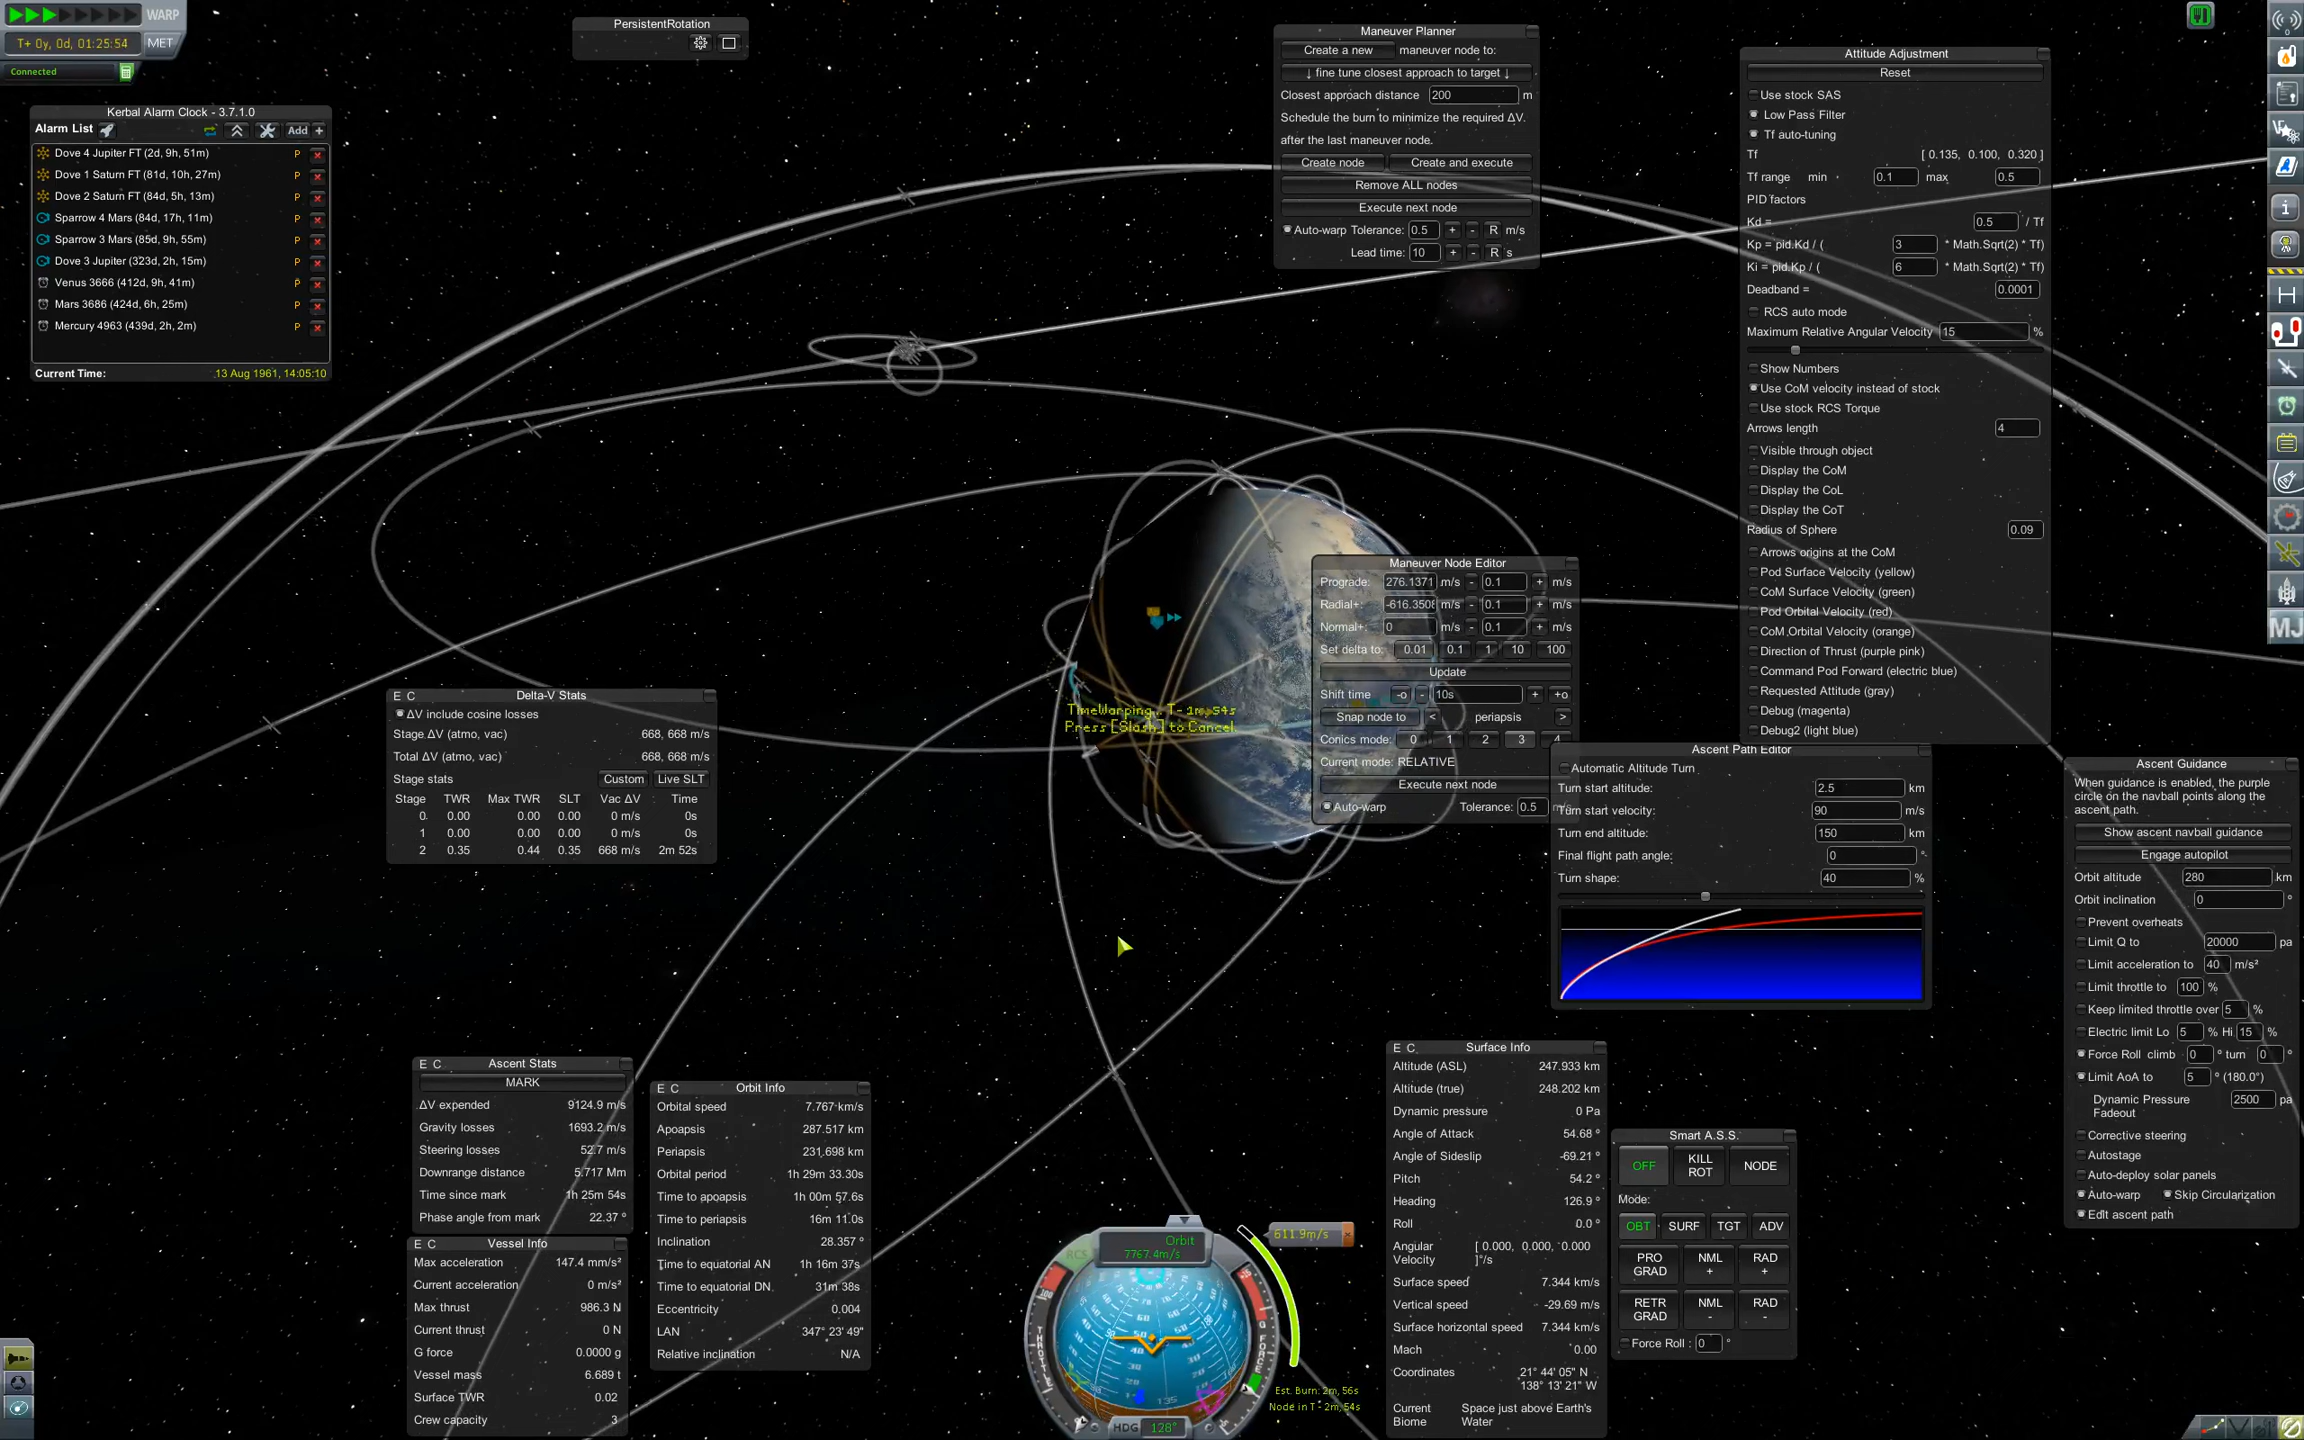 WARP
T+ 0y, 0d, 01:25:54 MET
Connected
Kerbal Alarm Clock - 3.7.1.0
Alarm List Add +
Dove 4 Jupiter FT (2d, 9h, 51m) P
Dove 1 Saturn FT (81d, 10h, 27m) P
Dove 2 Saturn FT (84d, 5h, 13m) P
Sparrow 4 Mars (84d, 17h, 11m) P
Sparrow 3 Mars (85d, 9h, 55m) P
Dove 3 Jupiter (323d, 2h, 15m) P
Venus 3666 (412d, 9h, 41m) P
Mars 3686 (424d, 6h, 25m) P
Mercury 4963 (439d, 2h, 2m) P
Current Time: 13 Aug 1961, 14:05:10
PersistentRotation
Maneuver Planner
Create a new maneuver node to:
↓ fine tune closest approach to target ↓
Closest approach distance 200 m
Schedule the burn to minimize the required ΔV.
after the last maneuver node.
Create node Create and execute
Remove ALL nodes
Execute next node
Auto-warp Tolerance: 0.5 + - R m/s
Lead time: 10 + - R s
Attitude Adjustment
Reset
Use stock SAS
Low Pass Filter
Tf auto-tuning
Tf [ 0.135, 0.100, 0.320 ]
Tf range min 0.1 max 0.5
PID factors
Kd = 0.5 / Tf
Kp = pid.Kd / ( 3 * Math.Sqrt(2) * Tf)
Ki = pid.Kp / ( 6 * Math.Sqrt(2) * Tf)
Deadband = 0.0001
RCS auto mode
Maximum Relative Angular Velocity 15 %
Show Numbers
Use CoM velocity instead of stock
Use stock RCS Torque
Arrows length 4
Visible through object
Display the CoM
Display the CoL
Display the CoT
Radius of Sphere 0.09
Arrows origins at the CoM
Pod Surface Velocity (yellow)
CoM Surface Velocity (green)
Pod Orbital Velocity (red)
CoM Orbital Velocity (orange)
Direction of Thrust (purple pink)
Command Pod Forward (electric blue)
Requested Attitude (gray)
Debug (magenta)
Debug2 (light blue)
MJ
Maneuver Node Editor
Prograde: 276.1371 m/s - 0.1 + m/s
Radial+: -616.3508 m/s - 0.1 + m/s
Normal+: 0 m/s - 0.1 + m/s
Set delta to: 0.01 0.1 1 10 100
Update
Shift time -o - 10s + +o
Snap node to < periapsis >
Conics mode: 0 1 2 3 4
Current mode: RELATIVE
Execute next node
Auto-warp Tolerance: 0.5
TimeWarping... T - 1m, 54s
Press [Slash] to Cancel
Delta-V Stats
E C
ΔV include cosine losses
Stage ΔV (atmo, vac) 668, 668 m/s
Total ΔV (atmo, vac) 668, 668 m/s
Stage stats Custom Live SLT
Stage TWR Max TWR SLT Vac ΔV Time
0 0.00 0.00 0.00 0 m/s 0s
1 0.00 0.00 0.00 0 m/s 0s
2 0.35 0.44 0.35 668 m/s 2m 52s
Ascent Path Editor
Automatic Altitude Turn
Turn start altitude: 2.5 km
Turn start velocity: 90 m/s
Turn end altitude: 150 km
Final flight path angle: 0 °
Turn shape: 40 %
Ascent Guidance
When guidance is enabled, the purple
circle on the navball points along the
ascent path.
Show ascent navball guidance
Engage autopilot
Orbit altitude 280 km
Orbit inclination 0 °
Prevent overheats
Limit Q to 20000 pa
Limit acceleration to 40 m/s²
Limit throttle to 100 %
Keep limited throttle over 5 %
Electric limit Lo 5 % Hi 15 %
Force Roll climb 0 ° turn 0 °
Limit AoA to 5 ° (180.0°)
Dynamic Pressure Fadeout 2500 pa
Corrective steering
Autostage
Auto-deploy solar panels
Auto-warp Skip Circularization
Edit ascent path
E C Ascent Stats
MARK
ΔV expended 9124.9 m/s
Gravity losses 1693.2 m/s
Steering losses 52.7 m/s
Downrange distance 5.717 Mm
Time since mark 1h 25m 54s
Phase angle from mark 22.37 °
E C Vessel Info
Max acceleration 147.4 mm/s²
Current acceleration 0 m/s²
Max thrust 986.3 N
Current thrust 0 N
G force 0.0000 g
Vessel mass 6.689 t
Surface TWR 0.02
Crew capacity 3
E C Orbit Info
Orbital speed 7.767 km/s
Apoapsis 287.517 km
Periapsis 231.698 km
Orbital period 1h 29m 33.30s
Time to apoapsis 1h 00m 57.6s
Time to periapsis 16m 11.0s
Inclination 28.357 °
Time to equatorial AN 1h 16m 37s
Time to equatorial DN 31m 38s
Eccentricity 0.004
LAN 347° 23' 49"
Relative inclination N/A
RCS
Orbit
7767.4m/s
611.9m/s
THROTTLE
G FORCE
135
HDG 128°
Est. Burn: 2m, 56s
Node in T - 2m, 54s
E C Surface Info
Altitude (ASL) 247.933 km
Altitude (true) 248.202 km
Dynamic pressure 0 Pa
Angle of Attack 54.68 °
Angle of Sideslip -69.21 °
Pitch 54.2 °
Heading 126.9 °
Roll 0.0 °
Angular Velocity [ 0.000, 0.000, 0.000 ]°/s
Surface speed 7.344 km/s
Vertical speed -29.69 m/s
Surface horizontal speed 7.344 km/s
Mach 0.00
Coordinates 21° 44' 05" N
138° 13' 21" W
Current Biome Space just above Earth's Water
Smart A.S.S.
OFF KILL ROT NODE
Mode:
OBT SURF TGT ADV
PRO GRAD NML + RAD +
RETR GRAD NML - RAD -
Force Roll : 0 °